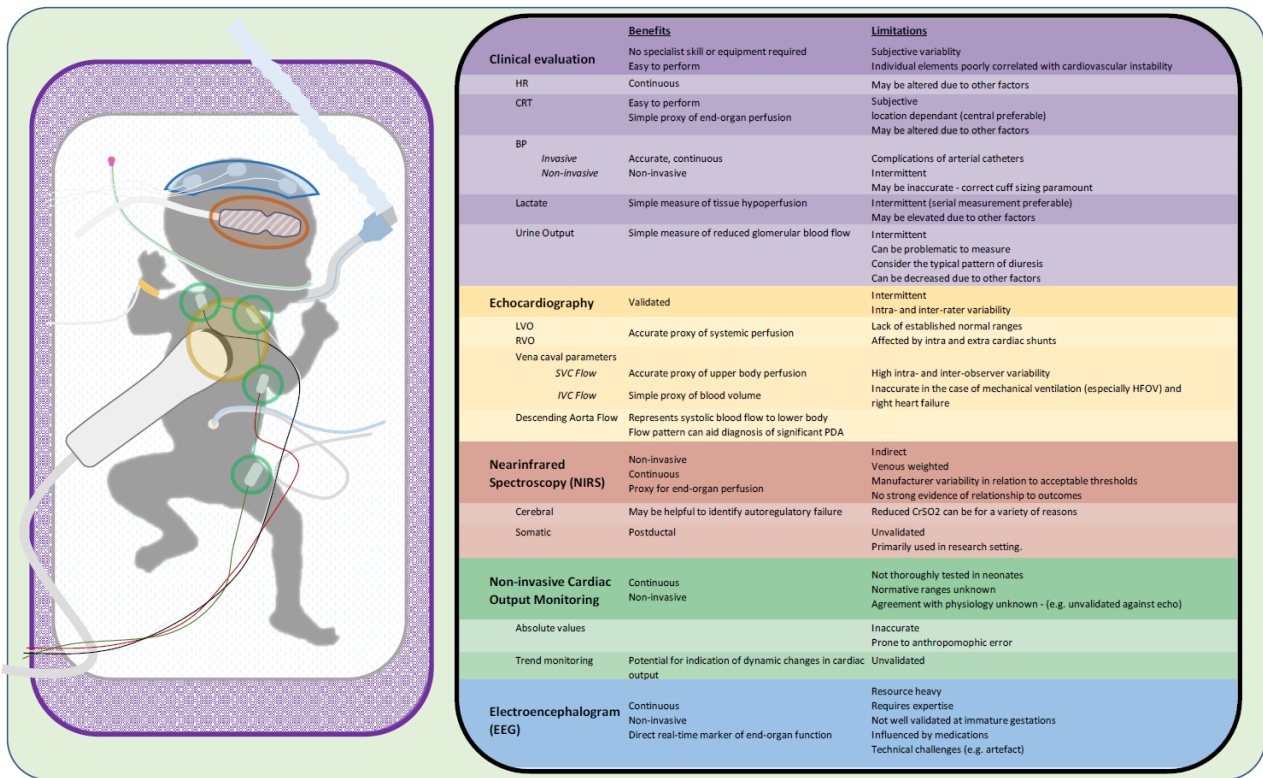 Benefits Limitations
Clinical evaluation No specialist skill or equipment required Subjective variablity
Easy to perform Individual elements poorly correlated with cardiovascular instability
HR Continuous May be altered due to other factors
CRT Easy to perform Subjective
Simple proxy of end-organ perfusion location dependant (central preferable)
May be altered due to other factors
BP
Invasive Accurate, continuous Complications of arterial catheters
Non-invasive Non-invasive Intermittent
May be inaccurate - correct cuff sizing paramount
Lactate Simple measure of tissue hypoperfusion Intermittent (serial measurement preferable)
May be elevated due to other factors
Urine Output Simple measure of reduced glomerular blood flow Intermittent
Can be problematic to measure
Consider the typical pattern of diuresis
Can be decreased due to other factors
Echocardiography Validated Intermittent
Intra- and inter-rater variability
LVO Accurate proxy of systemic perfusion Lack of established normal ranges
RVO Affected by intra and extra cardiac shunts
Vena caval parameters
SVC Flow Accurate proxy of upper body perfusion High intra- and inter-observer variability
IVC Flow Simple proxy of blood volume Inaccurate in the case of mechanical ventilation (especially HFOV) and
right heart failure
Descending Aorta Flow Represents systolic blood flow to lower body
Flow pattern can aid diagnosis of significant PDA
Nearinfrared Non-invasive Indirect
Spectroscopy (NIRS) Continuous Venous weighted
Proxy for end-organ perfusion Manufacturer variability in relation to acceptable thresholds
No strong evidence of relationship to outcomes
Cerebral May be helpful to identify autoregulatory failure Reduced CrSO2 can be for a variety of reasons
Somatic Postductal Unvalidated
Primarily used in research setting.
Non-invasive Cardiac Continuous Not thoroughly tested in neonates
Output Monitoring Non-invasive Normative ranges unknown
Agreement with physiology unknown - (e.g. unvalidated against echo)
Absolute values Inaccurate
Prone to anthropomophic error
Trend monitoring Potential for indication of dynamic changes in cardiac Unvalidated
output
Electroencephalogram Continuous Resource heavy
(EEG) Non-invasive Requires expertise
Direct real-time marker of end-organ function Not well validated at immature gestations
Influenced by medications
Technical challenges (e.g. artefact)